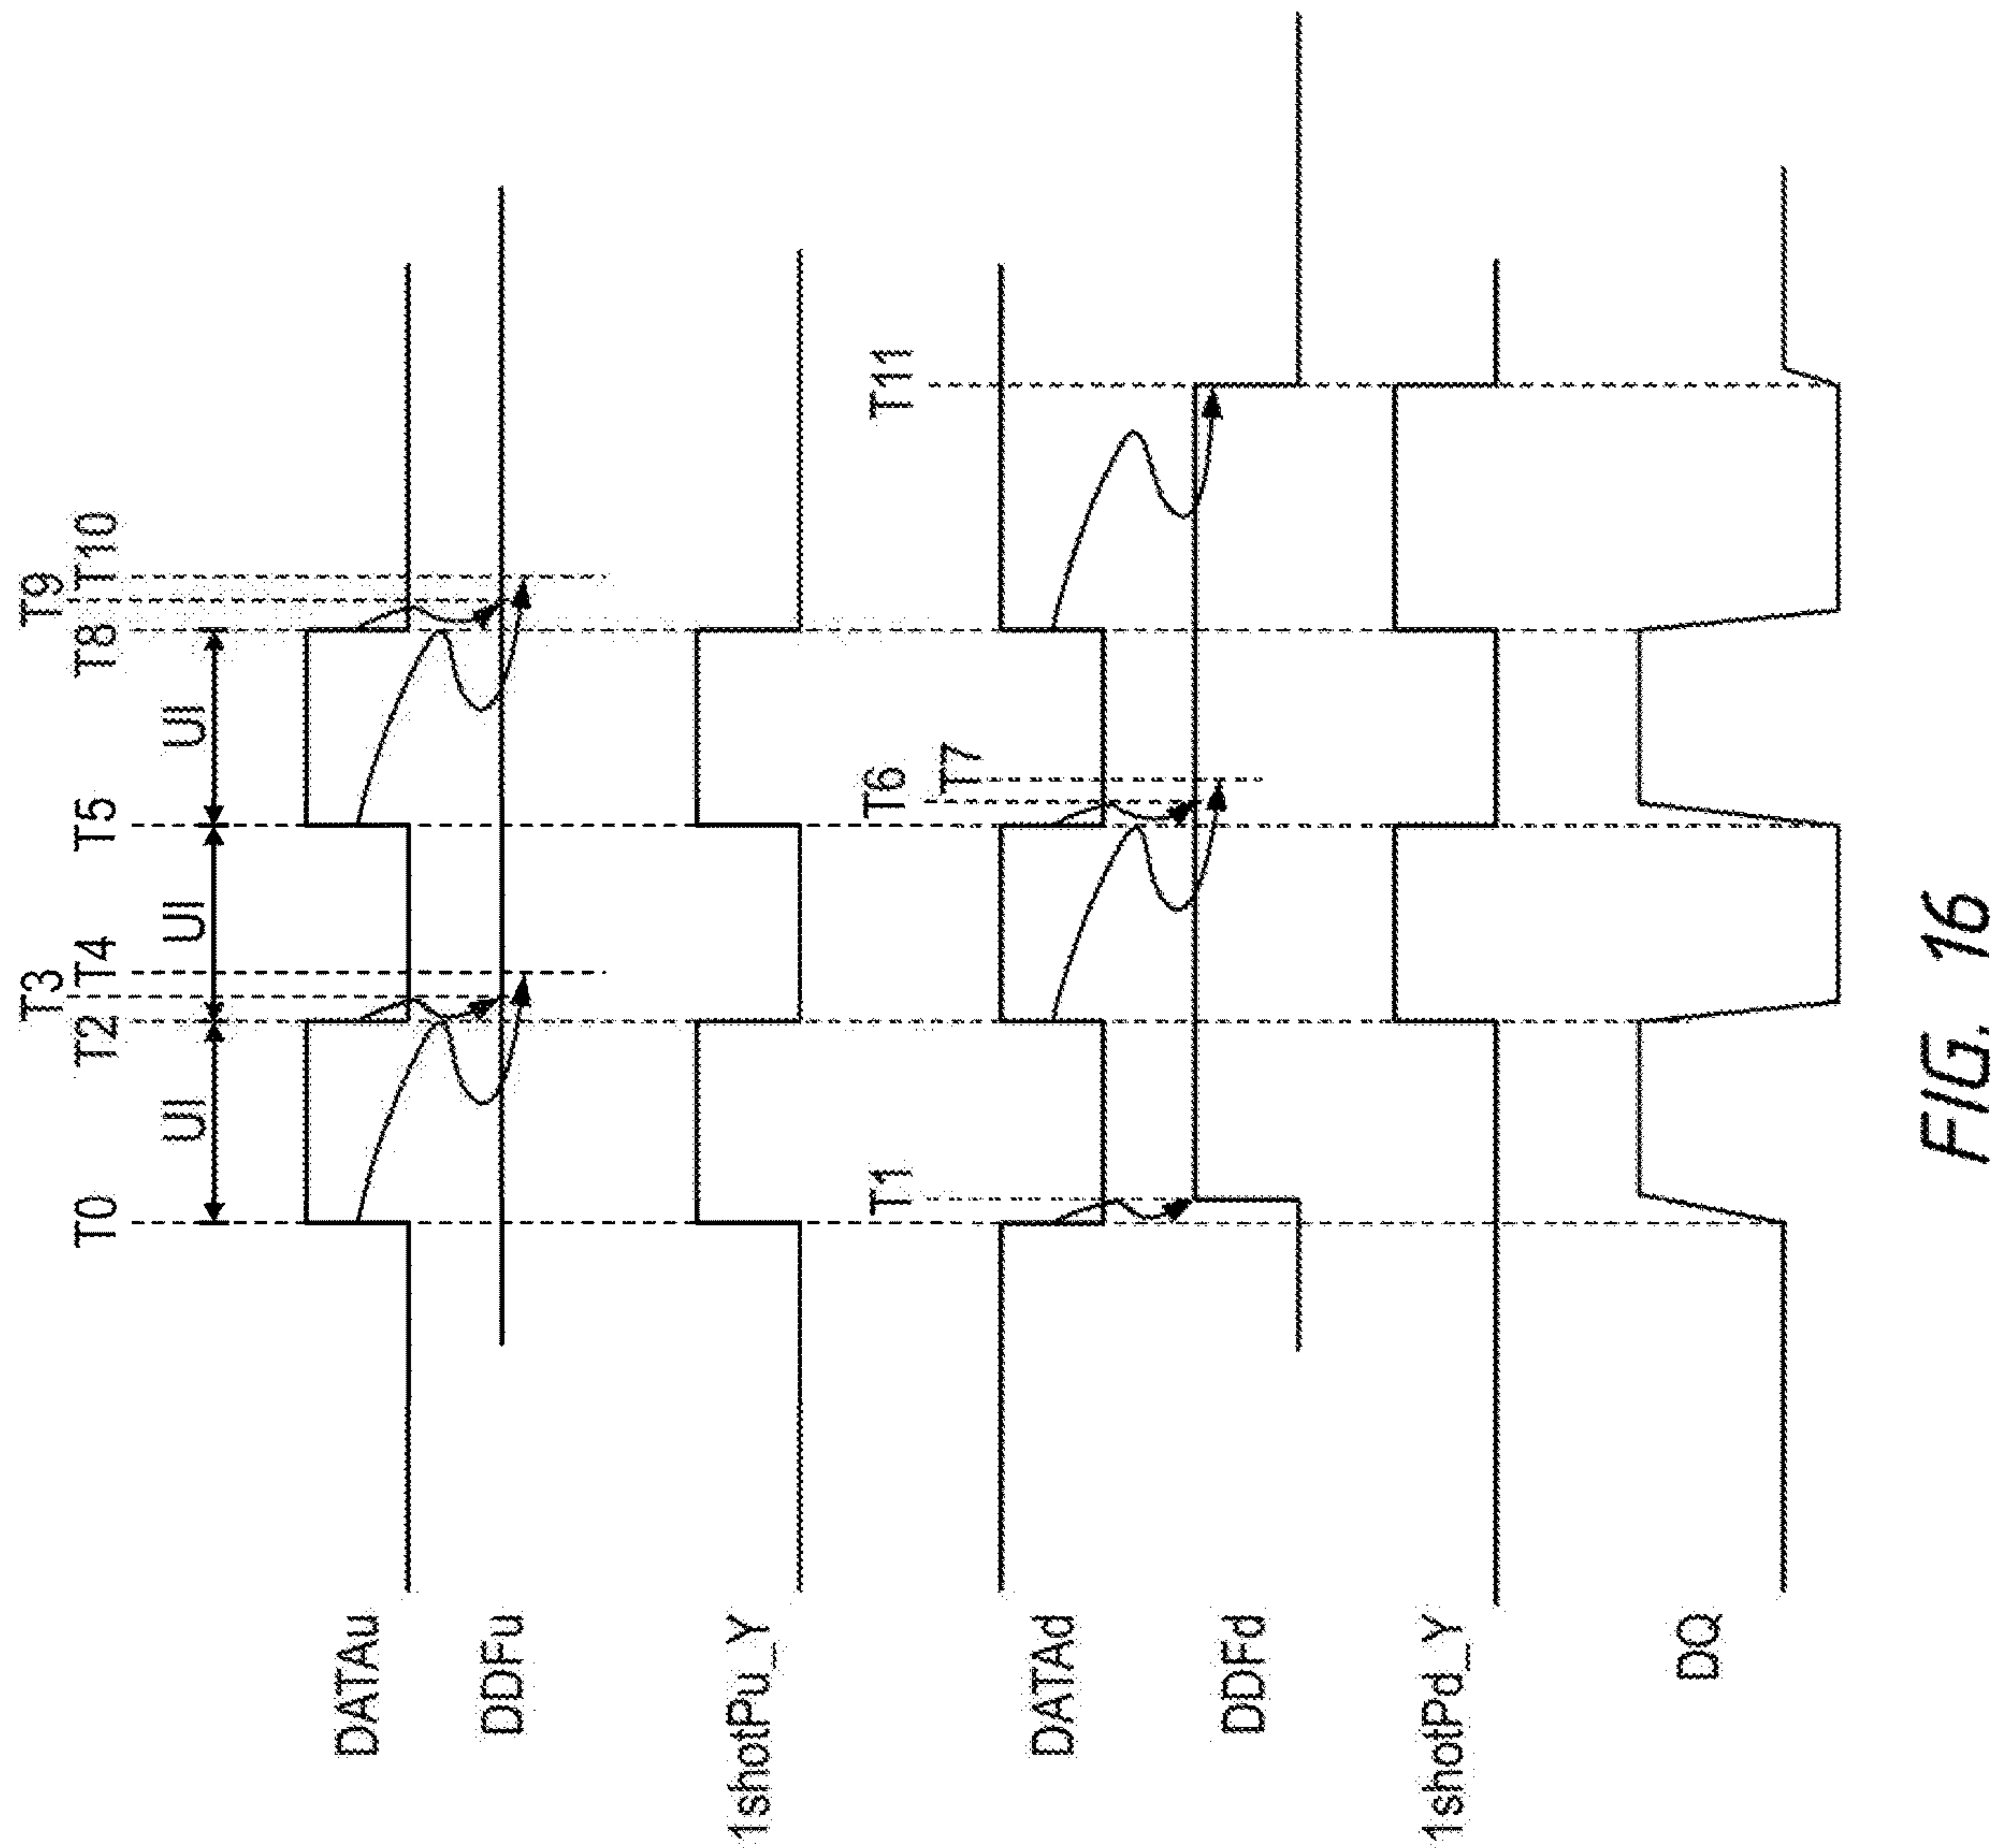 T3
T9
T0
T2
T4
T5
T8
T10
UI
UI
UI
DATAu
DDFu
1shotPu_Y
T1
T6
T7
T11
DATAd
DDFd
1shotPd_Y
DQ
FIG. 16